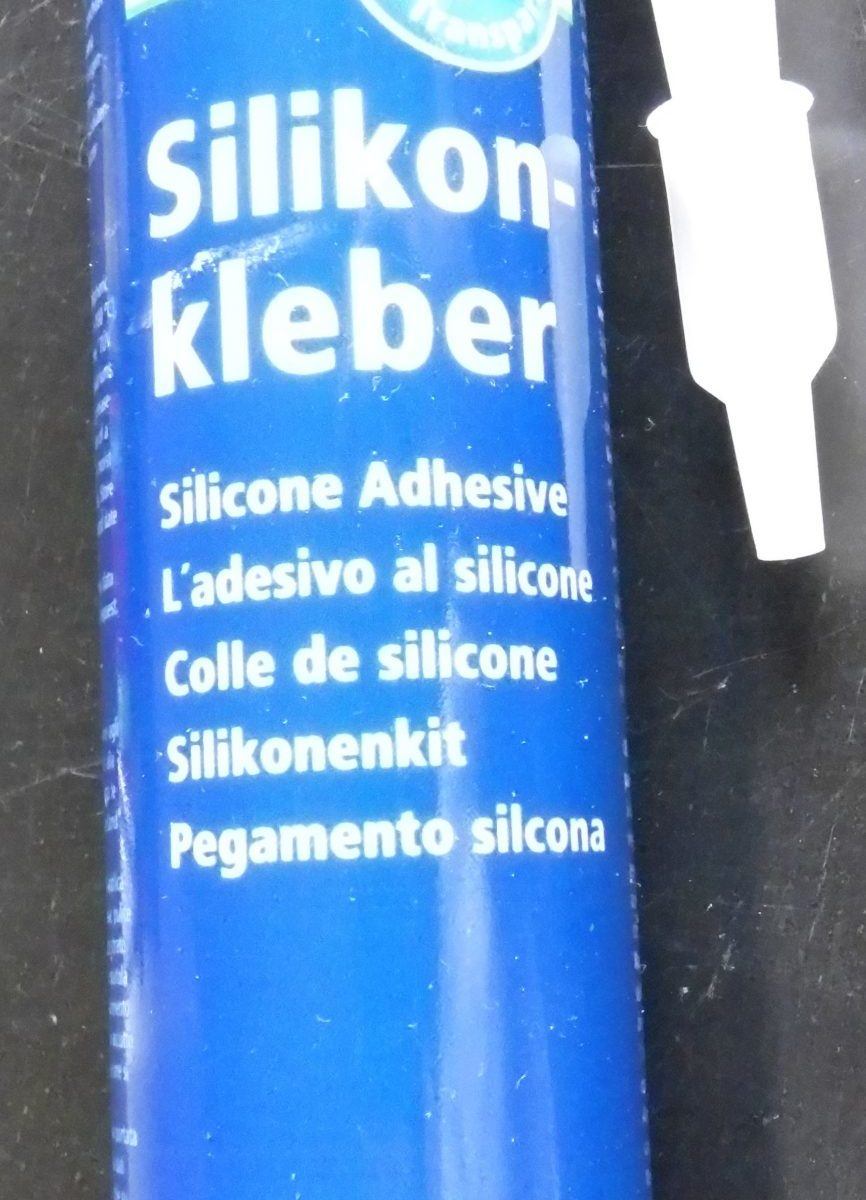 Silikon-
kleber
Silicone Adhesive
L'adesivo al silicone
Colle de silicone
Silikonenkit
Pegamento silcona